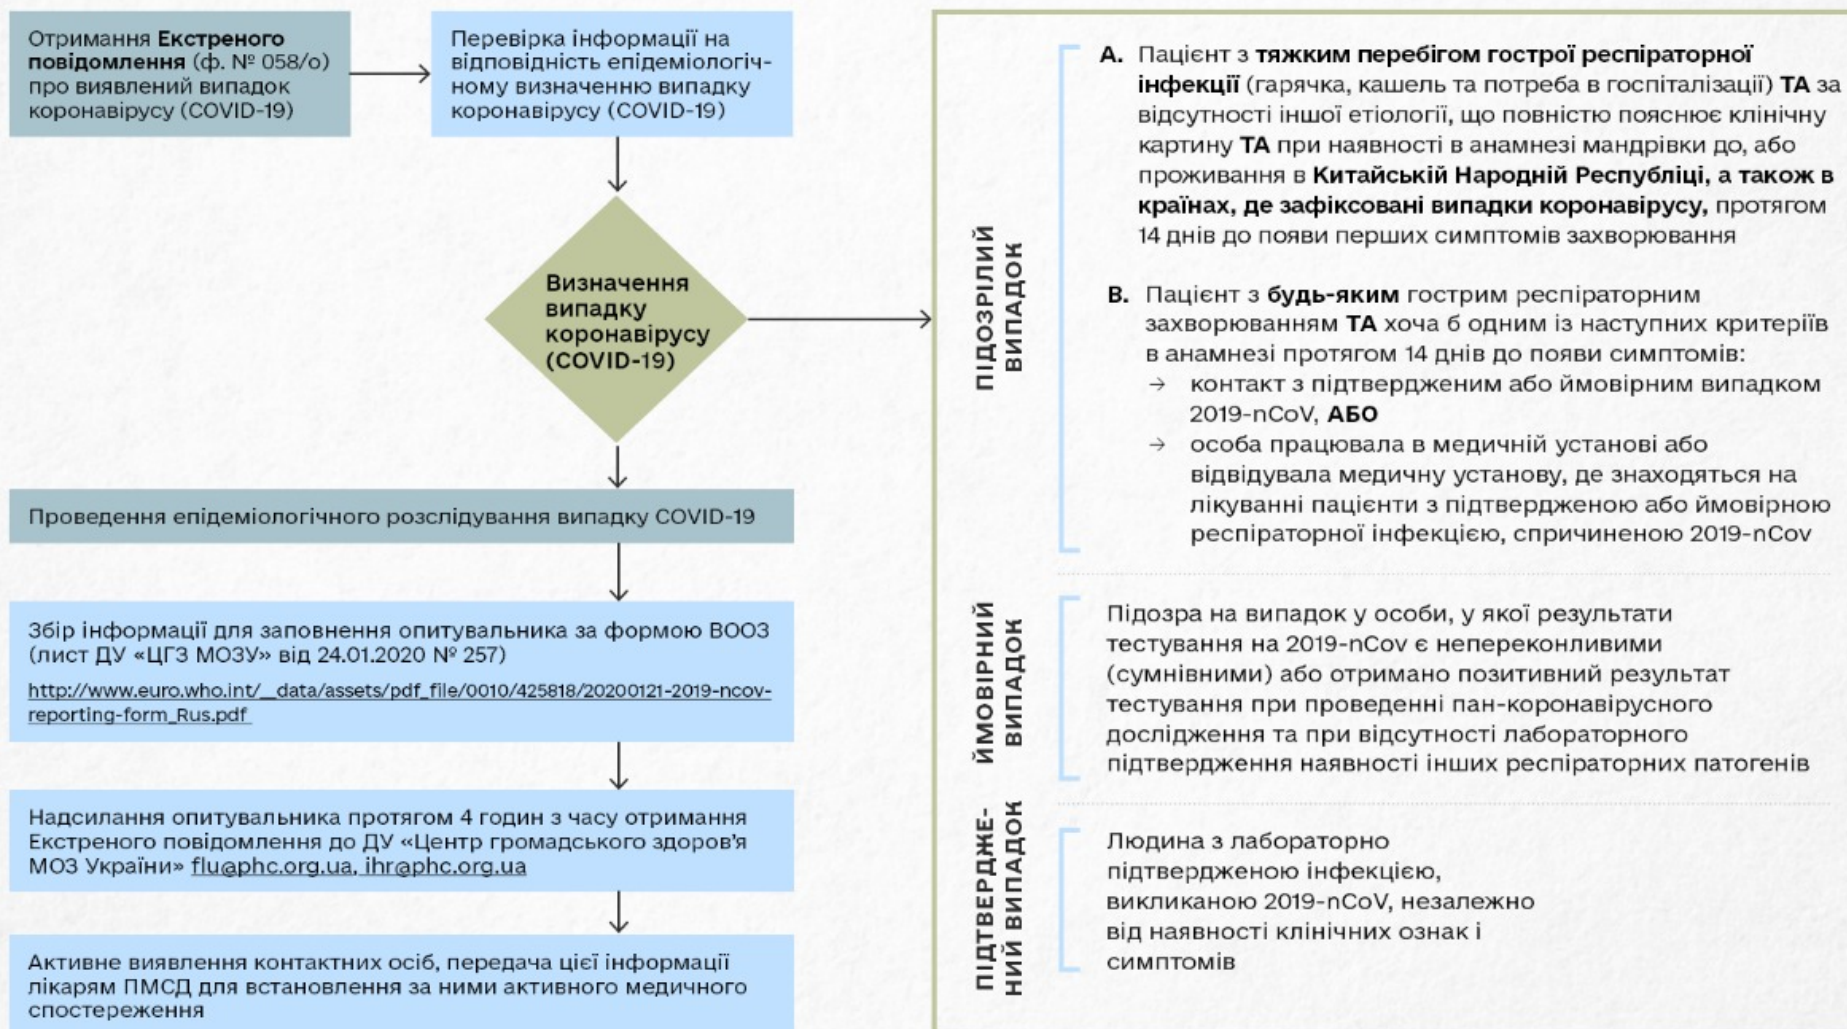 Отримання Екстреного
повідомлення (ф. № 058/о)
про виявлений випадок
коронавірусу (COVID-19)
Перевірка інформації на
відповідність епідеміологіч-
ному визначенню випадку
коронавірусу (COVID-19)
Визначення
випадку
коронавірусу
(COVID-19)
Проведення епідеміологічного розслідування випадку COVID-19
Збір інформації для заповнення опитувальника за формою ВООЗ
(лист ДУ «ЦГЗ МОЗУ» від 24.01.2020 № 257)
http://www.euro.who.int/__data/assets/pdf_file/0010/425818/20200121-2019-ncov-
reporting-form_Rus.pdf
Надсилання опитувальника протягом 4 годин з часу отримання
Екстреного повідомлення до ДУ «Центр громадського здоров'я
МОЗ України» flu@phc.org.ua, ihr@phc.org.ua
Активне виявлення контактних осіб, передача цієї інформації
лікарям ПМСД для встановлення за ними активного медичного
спостереження
ПІДОЗРІЛИЙ
ВИПАДОК
А. Пацієнт з тяжким перебігом гострої респіраторної
інфекції (гарячка, кашель та потреба в госпіталізації) ТА за
відсутності іншої етіології, що повністю пояснює клінічну
картину ТА при наявності в анамнезі мандрівки до, або
проживання в Китайській Народній Республіці, а також в
країнах, де зафіксовані випадки коронавірусу, протягом
14 днів до появи перших симптомів захворювання
В. Пацієнт з будь-яким гострим респіраторним
захворюванням ТА хоча б одним із наступних критеріїв
в анамнезі протягом 14 днів до появи симптомів:
→ контакт з підтвердженим або ймовірним випадком
2019-nCoV, АБО
→ особа працювала в медичній установі або
відвідувала медичну установу, де знаходяться на
лікуванні пацієнти з підтвердженою або ймовірною
респіраторної інфекцією, спричиненою 2019-nCov
ЙМОВІРНИЙ
ВИПАДОК
Підозра на випадок у особи, у якої результати
тестування на 2019-nCov є непереконливими
(сумнівними) або отримано позитивний результат
тестування при проведенні пан-коронавірусного
дослідження та при відсутності лабораторного
підтвердження наявності інших респіраторних патогенів
ПІДТВЕРДЖЕ-
НИЙ ВИПАДОК
Людина з лабораторно
підтвердженою інфекцією,
викликаною 2019-nCoV, незалежно
від наявності клінічних ознак і
симптомів